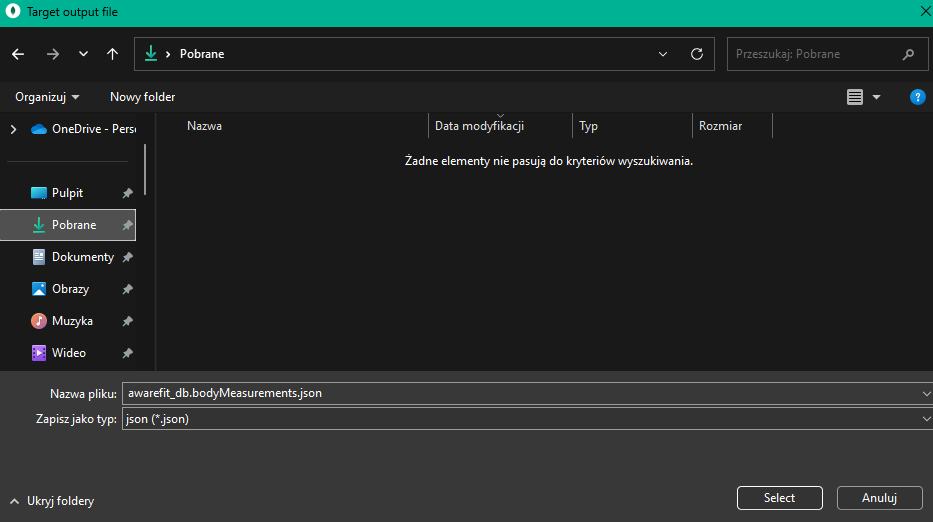 Target output file
Pobrane
Przeszukaj: Pobrane
Organizuj
Nowy folder
OneDrive - Perso
Nazwa
Data modyfikacji
Typ
Rozmiar
Żadne elementy nie pasują do kryteriów wyszukiwania.
Pulpit
Pobrane
Dokumenty
Obrazy
Muzyka
Wideo
Nazwa pliku: awarefit_db.bodyMeasurements.json
Zapisz jako typ: json (*.json)
Ukryj foldery
Select
Anuluj